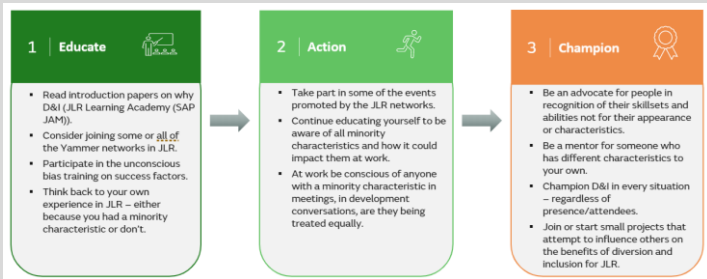 1 Educate
Read introduction papers on why
D&I (JLR Learning Academy (SAP
JAM)).
Consider joining some or all of
the Yammer networks in JLR.
Participate in the unconscious
bias training on success factors.
Think back to your own
experience in JLR – either
because you had a minority
characteristic or don't.
2 Action
Take part in some of the events
promoted by the JLR networks.
Continue educating yourself to be
aware of all minority
characteristics and how it could
impact them at work.
At work be conscious of anyone
with a minority characteristic in
meetings, in development
conversations, are they being
treated equally.
3 Champion
Be an advocate for people in
recognition of their skillsets and
abilities not for their appearance
or characteristics.
Be a mentor for someone who
has different characteristics to
your own.
Champion D&I in every situation
– regardless of
presence/attendees.
Join or start small projects that
attempt to influence others on
the benefits of diversion and
inclusion for JLR.